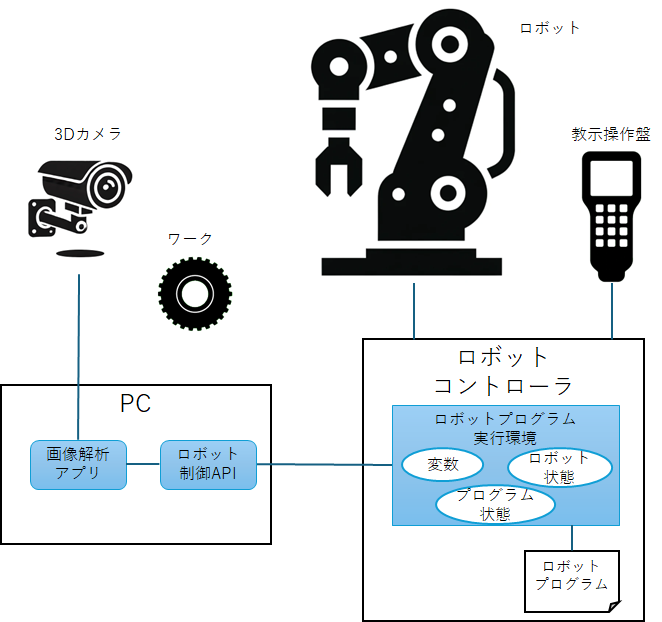 ロボット
3Dカメラ
教示操作盤
ワーク
PC
画像解析
アプリ
ロボット
制御API
ロボット
コントローラ
ロボットプログラム
実行環境
変数
ロボット
状態
プログラム
状態
ロボット
プログラム